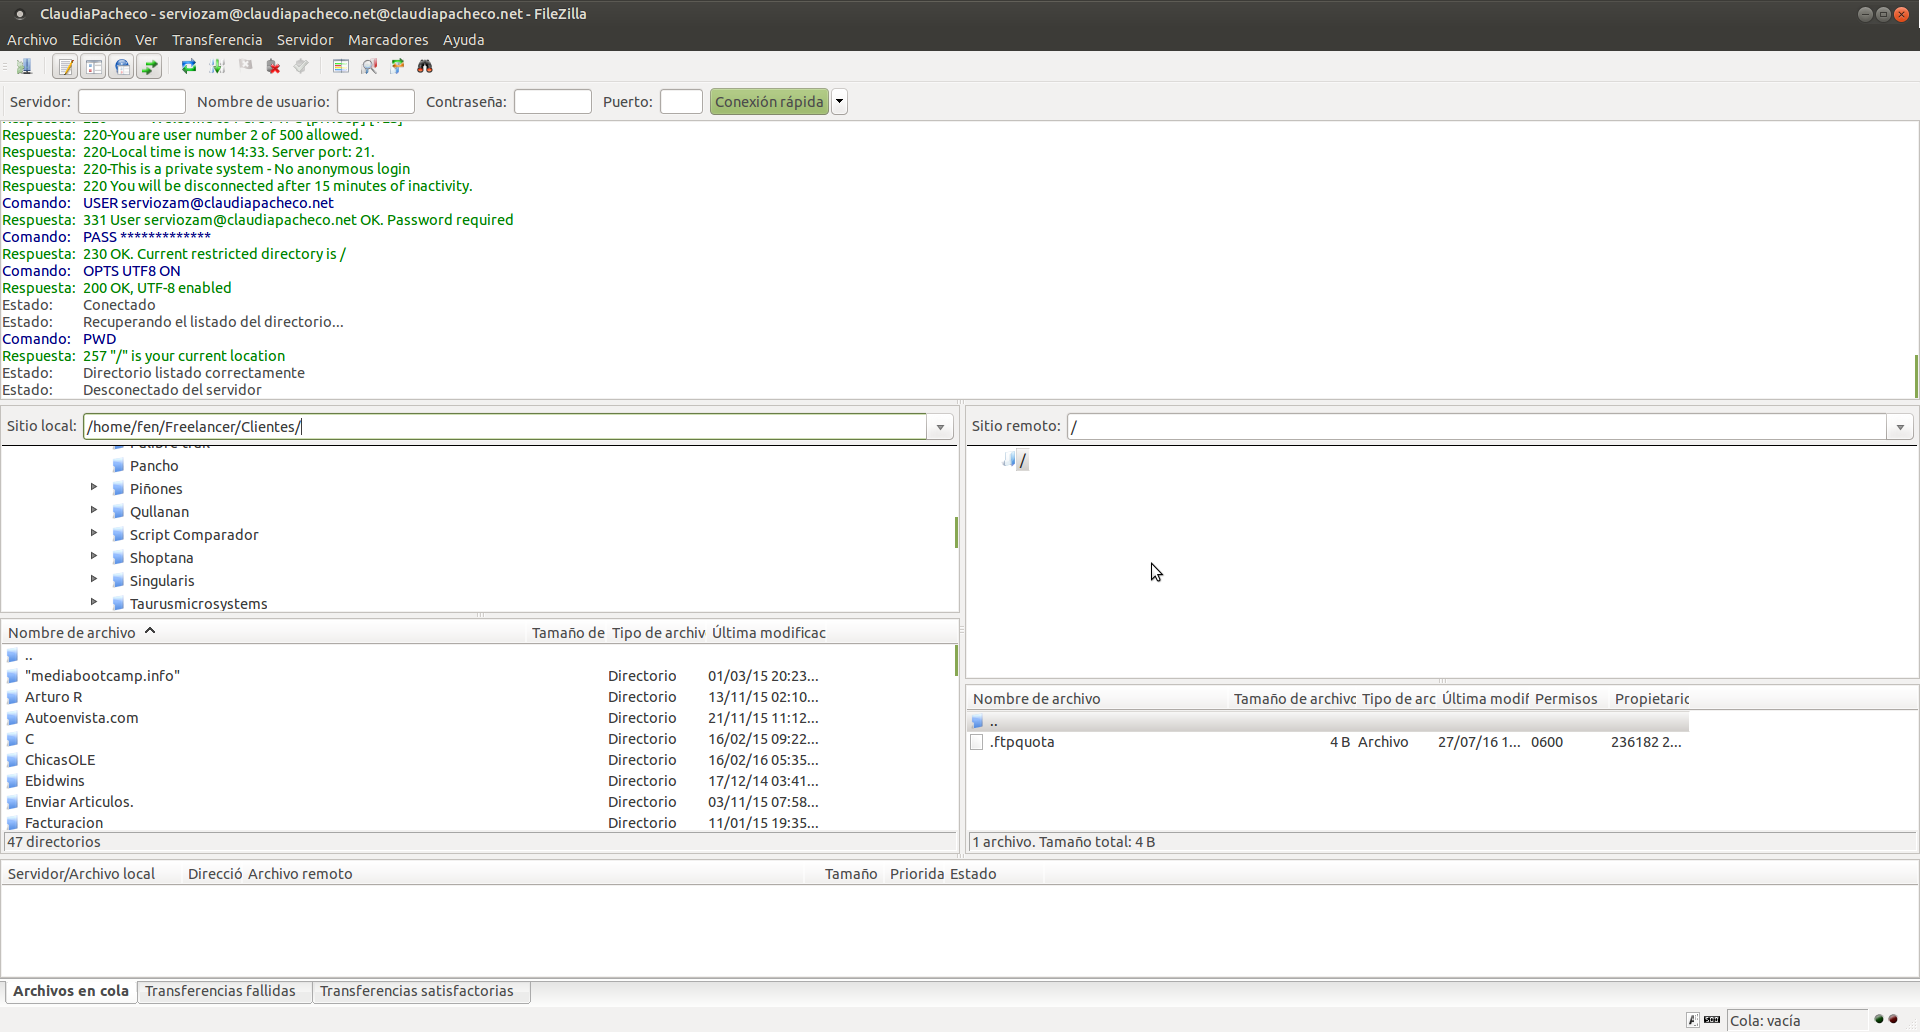 ClaudiaPacheco - serviozam@claudiapacheco.net@claudiapacheco.net - FileZilla
Archivo Edición Ver Transferencia Servidor Marcadores Ayuda
Servidor: Nombre de usuario: Contraseña: Puerto: Conexión rápida
Respuesta: 220-You are user number 2 of 500 allowed.
Respuesta: 220-Local time is now 14:33. Server port: 21.
Respuesta: 220-This is a private system - No anonymous login
Respuesta: 220 You will be disconnected after 15 minutes of inactivity.
Comando: USER serviozam@claudiapacheco.net
Respuesta: 331 User serviozam@claudiapacheco.net OK. Password required
Comando: PASS *************
Respuesta: 230 OK. Current restricted directory is /
Comando: OPTS UTF8 ON
Respuesta: 200 OK, UTF-8 enabled
Estado: Conectado
Estado: Recuperando el listado del directorio...
Comando: PWD
Respuesta: 257 "/" is your current location
Estado: Directorio listado correctamente
Estado: Desconectado del servidor
Sitio local: /home/fen/Freelancer/Clientes/
Pancho
Piñones
Qullanan
Script Comparador
Shoptana
Singularis
Taurusmicrosystems
Nombre de archivo Tamaño de Tipo de archiv Última modificac
..
"mediabootcamp.info" Directorio 01/03/15 20:23...
Arturo R Directorio 13/11/15 02:10...
Autoenvista.com Directorio 21/11/15 11:12...
C Directorio 16/02/15 09:22...
ChicasOLE Directorio 16/02/16 05:35...
Ebidwins Directorio 17/12/14 03:41...
Enviar Articulos. Directorio 03/11/15 07:58...
Facturacion Directorio 11/01/15 19:35...
47 directorios
Sitio remoto: /
/
Nombre de archivo Tamaño de archivo Tipo de arc Última modif Permisos Propietario
..
.ftpquota 4 B Archivo 27/07/16 1... 0600 236182 2...
1 archivo. Tamaño total: 4 B
Servidor/Archivo local Direcció Archivo remoto Tamaño Priorida Estado
Archivos en cola Transferencias fallidas Transferencias satisfactorias
Cola: vacía